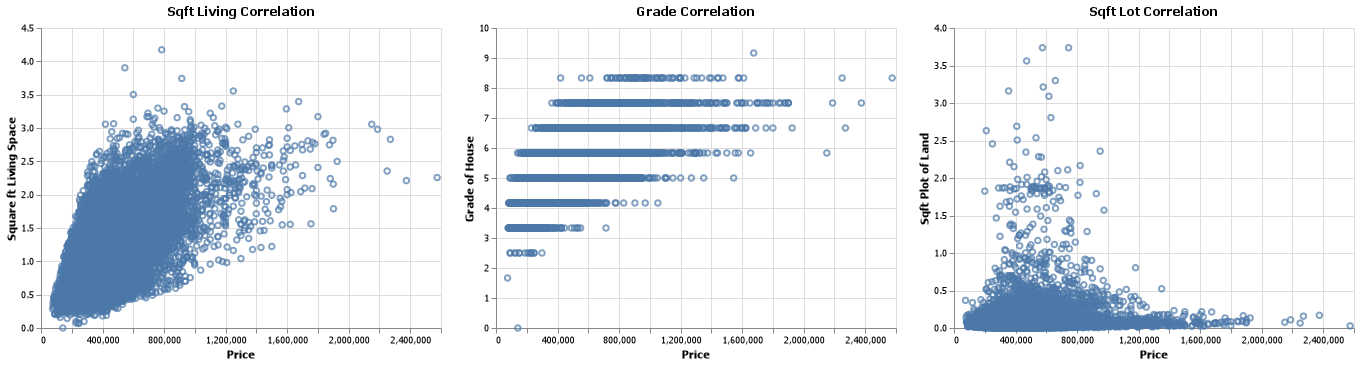 Sqft Living Correlation
Square ft Living Space
4.5
4.0
3.5
3.0
2.5
2.0
1.5
1.0
0.5
0.0
0 400,000 800,000 1,200,000 1,600,000 2,000,000 2,400,000
Price
Grade Correlation
Grade of House
10
9
8
7
6
5
4
3
2
1
0
0 400,000 800,000 1,200,000 1,600,000 2,000,000 2,400,000
Price
Sqft Lot Correlation
Sqft Plot of Land
4.0
3.5
3.0
2.5
2.0
1.5
1.0
0.5
0.0
0 400,000 800,000 1,200,000 1,600,000 2,000,000 2,400,000
Price